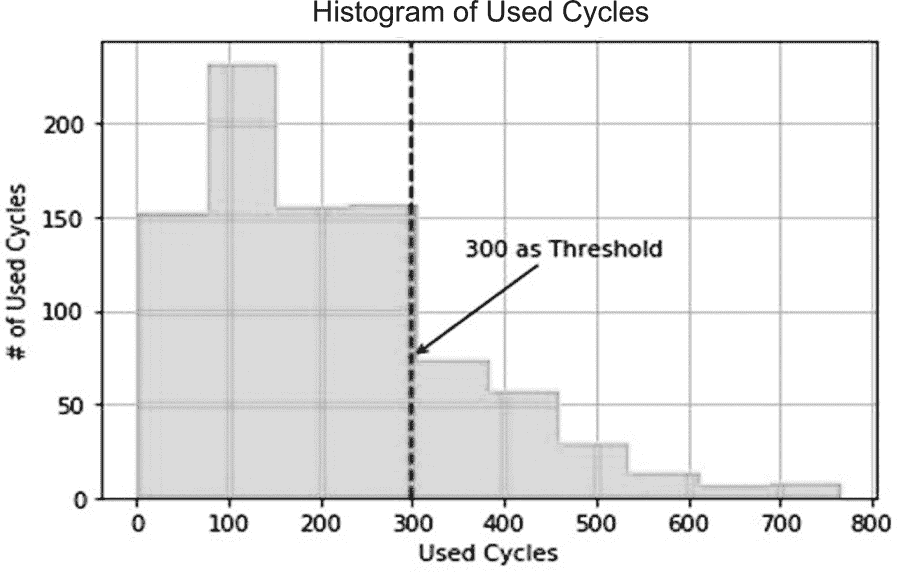 Histogram of Used Cycles
# of Used Cycles
200
150
100
50
0
300 as Threshold
0 100 200 300 400 500 600 700 800
Used Cycles